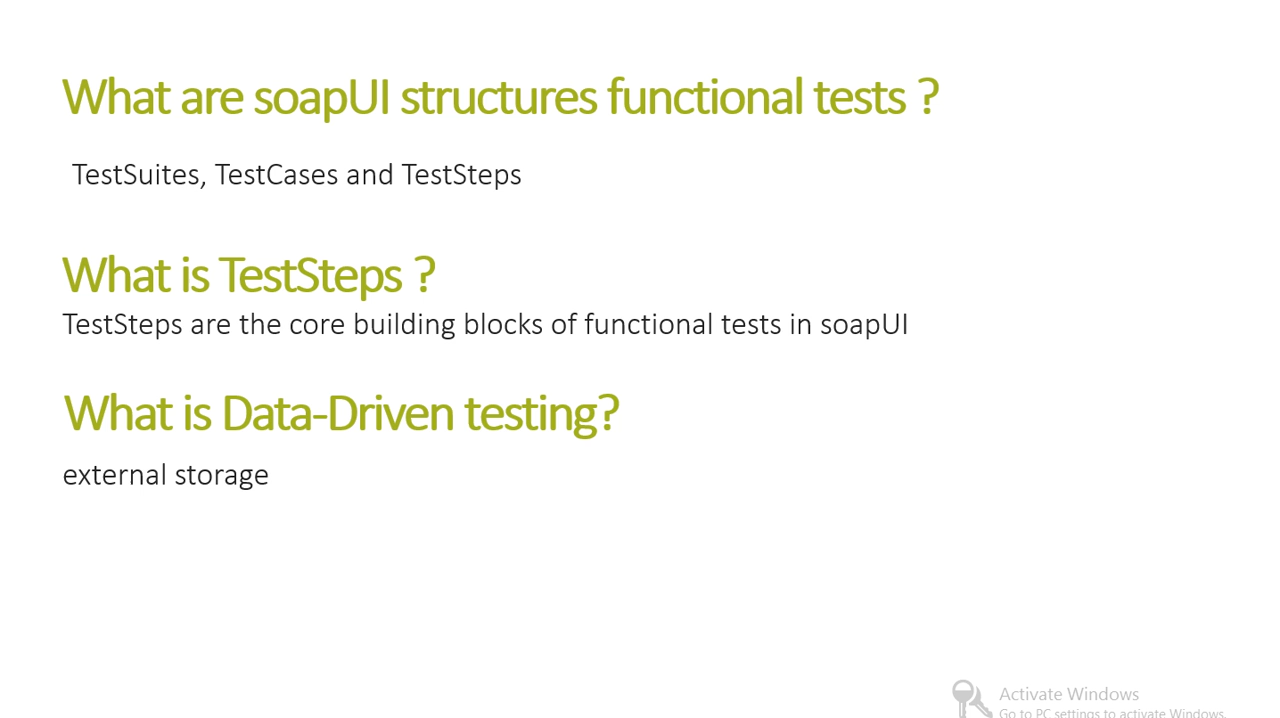 What are soapUI structures functional tests ?
TestSuites, TestCases and TestSteps
What is TestSteps ?
TestSteps are the core building blocks of functional tests in soapUI
What is Data-Driven testing?
external storage
Activate Windows
Go to PC settings to activate Windows.